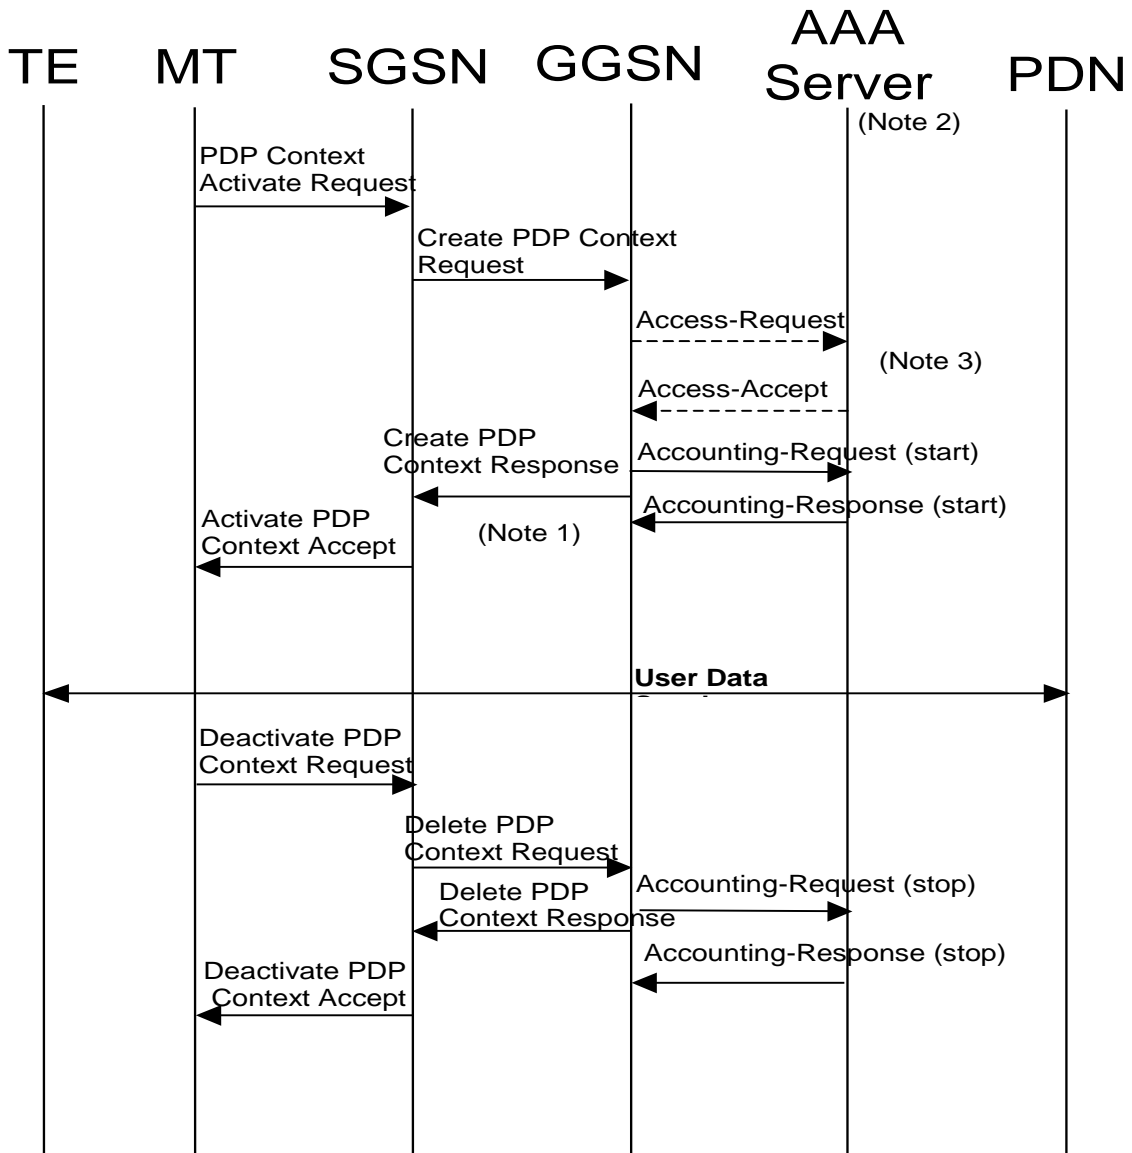 TE
MT
SGSN
GGSN
AAA
Server
PDN
(Note 2)
PDP Context
Activate Request
Create PDP Context
Request
Access-Request
(Note 3)
Access-Accept
Create PDP
Context Response
Accounting-Request (start)
Accounting-Response (start)
Activate PDP
Context Accept
(Note 1)
User Data
Deactivate PDP
Context Request
Delete PDP
Context Request
Accounting-Request (stop)
Delete PDP
Context Response
Accounting-Response (stop)
Deactivate PDP
Context Accept